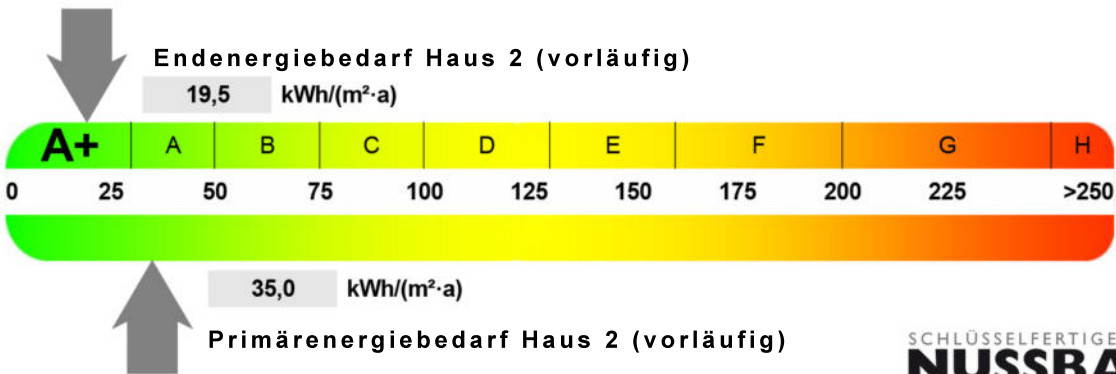 Endenergiebedarf Haus 2 (vorläufig)
19,5 kWh/(m²·a)
A+ A B C D E F G H
0 25 50 75 100 125 150 175 200 225 >250
35,0 kWh/(m²·a)
Primärenergiebedarf Haus 2 (vorläufig)
SCHLÜSSELFERTIGE